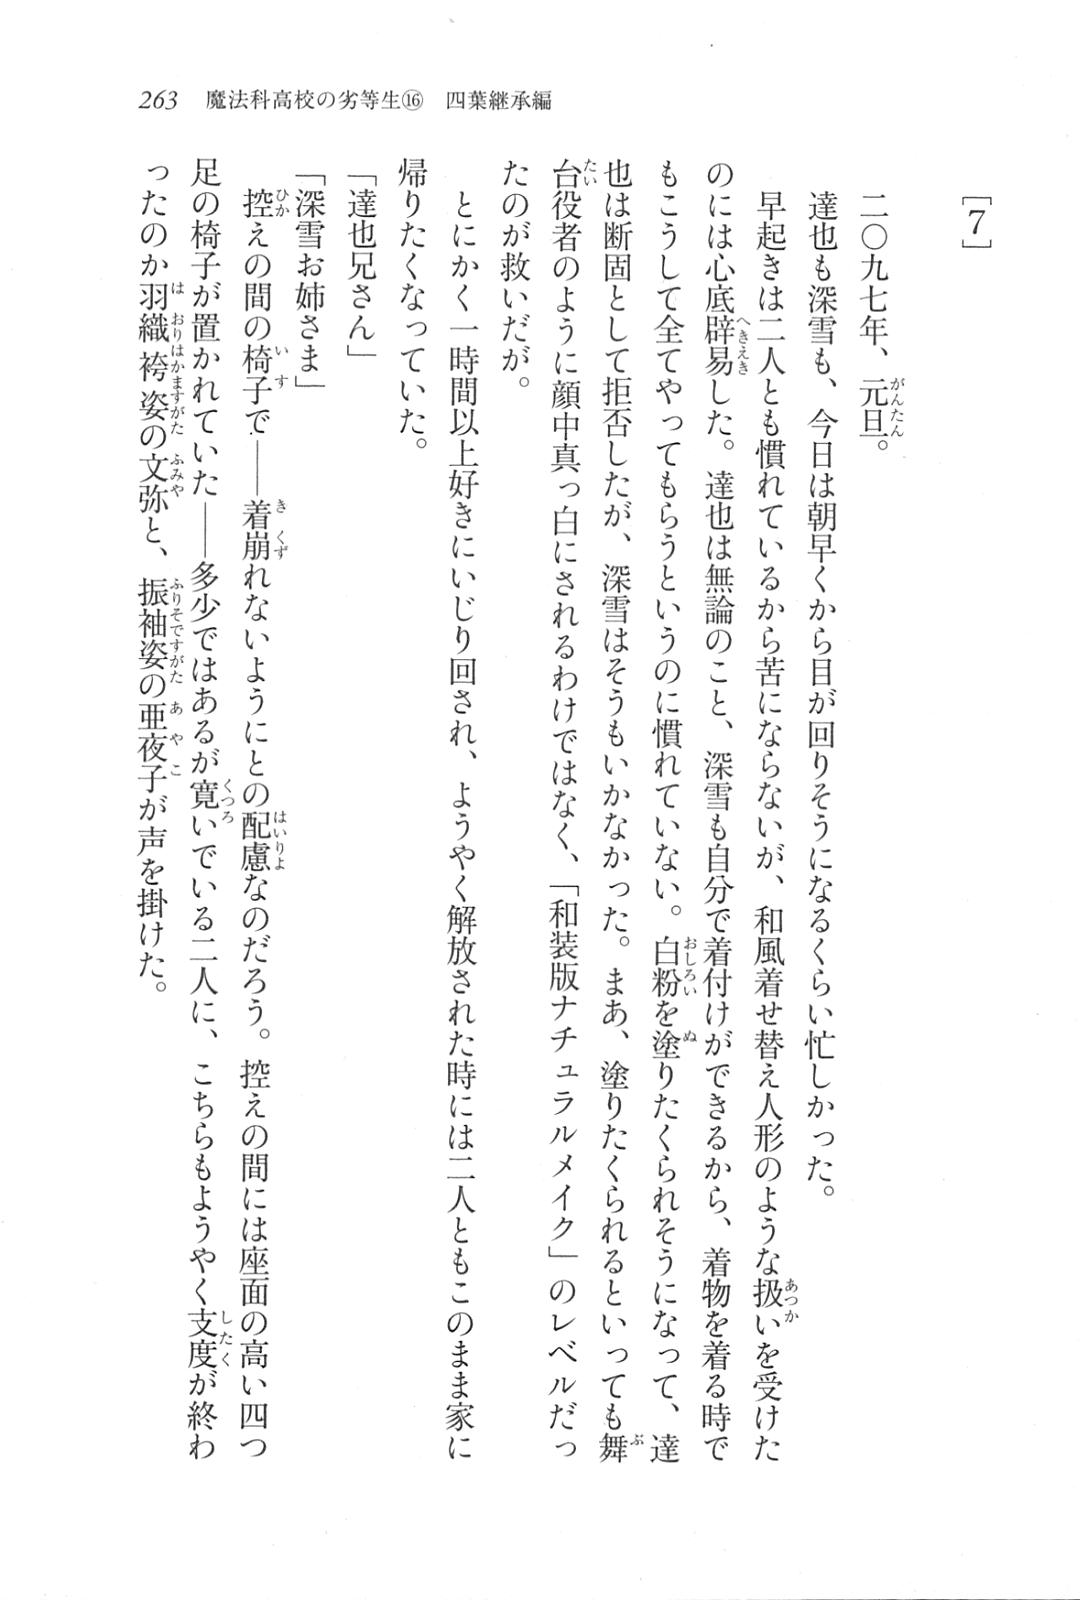 263 魔法科高校の劣等生⑯ 四葉継承編
［7］
二〇九七年、元旦。
達也も深雪も、今日は朝早くから目が回りそうになるくらい忙しかった。
早起きは二人とも慣れているから苦にならないが、和風着せ替え人形のような扱いを受けた
のには心底辟易した。達也は無論のこと、深雪も自分で着付けができるから、着物を着る時で
もこうして全てやってもらうというのに慣れていない。白粉を塗りたくられそうになって、達
也は断固として拒否したが、深雪はそうもいかなかった。まあ、塗りたくられるといっても舞
台役者のように顔中真っ白にされるわけではなく、「和装版ナチュラルメイク」のレベルだっ
たのが救いだが。
とにかく一時間以上好きにいじり回され、ようやく解放された時には二人ともこのまま家に
帰りたくなっていた。
「達也兄さん」
「深雪お姉さま」
控えの間の椅子で――着崩れないようにとの配慮なのだろう。控えの間には座面の高い四つ
足の椅子が置かれていた――多少ではあるが寛いでいる二人に、こちらもようやく支度が終わ
ったのか羽織袴姿の文弥と、振袖姿の亜夜子が声を掛けた。